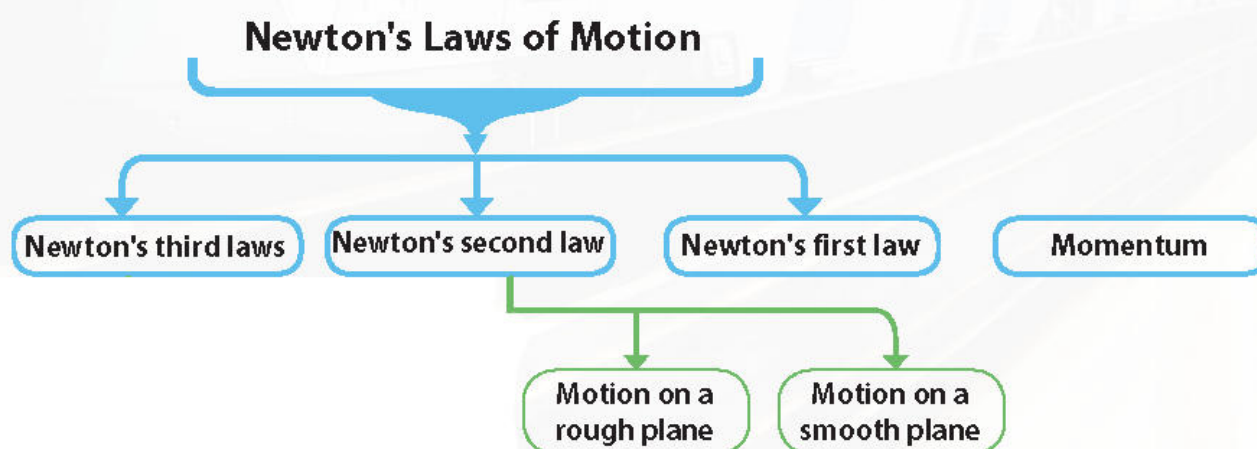 Newton's Laws of Motion
Newton's third laws
Newton's second law
Newton's first law
Momentum
Motion on a
rough plane
Motion on a
smooth plane